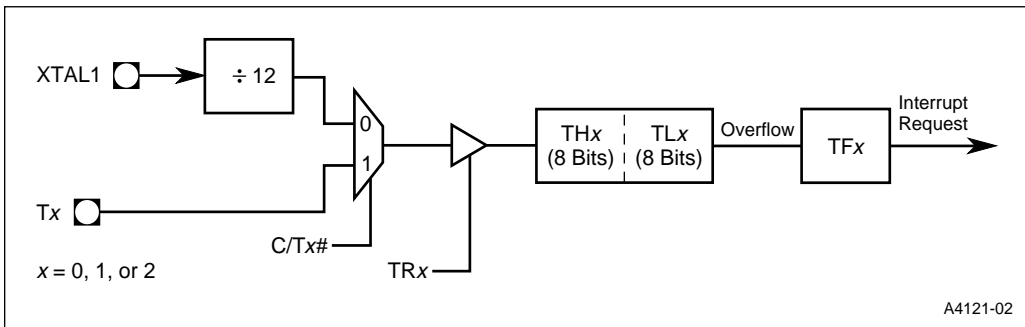 XTAL1
÷ 12
0
1
Tx
C/Tx#
TRx
THx
(8 Bits)
TLx
(8 Bits)
Overflow
TFx
Interrupt
Request
x = 0, 1, or 2
A4121-02